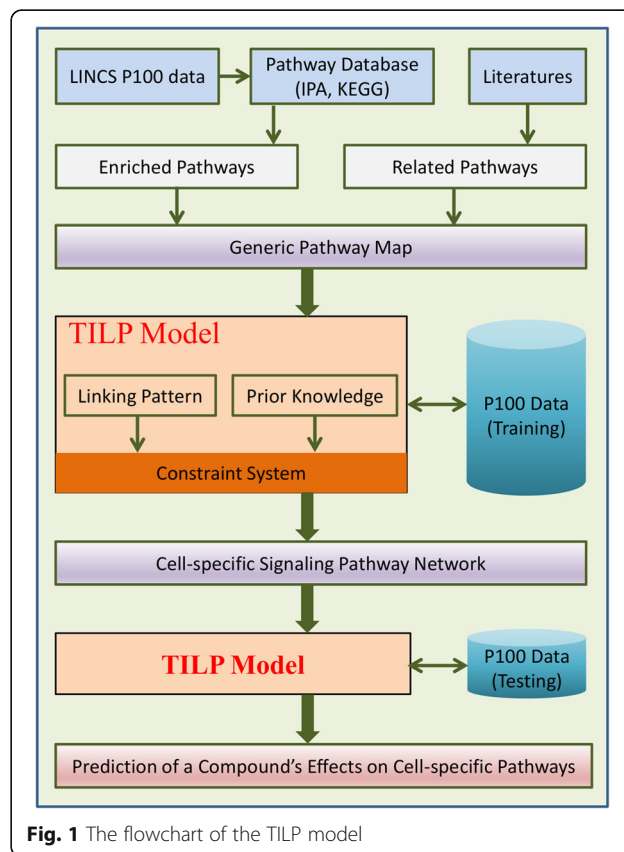 LINCS P100 data
Pathway Database
(IPA, KEGG)
Literatures
Enriched Pathways
Related Pathways
Generic Pathway Map
TILP Model
Linking Pattern
Prior Knowledge
Constraint System
P100 Data
(Training)
Cell-specific Signaling Pathway Network
TILP Model
P100 Data
(Testing)
Prediction of a Compound's Effects on Cell-specific Pathways
Fig. 1 The flowchart of the TILP model